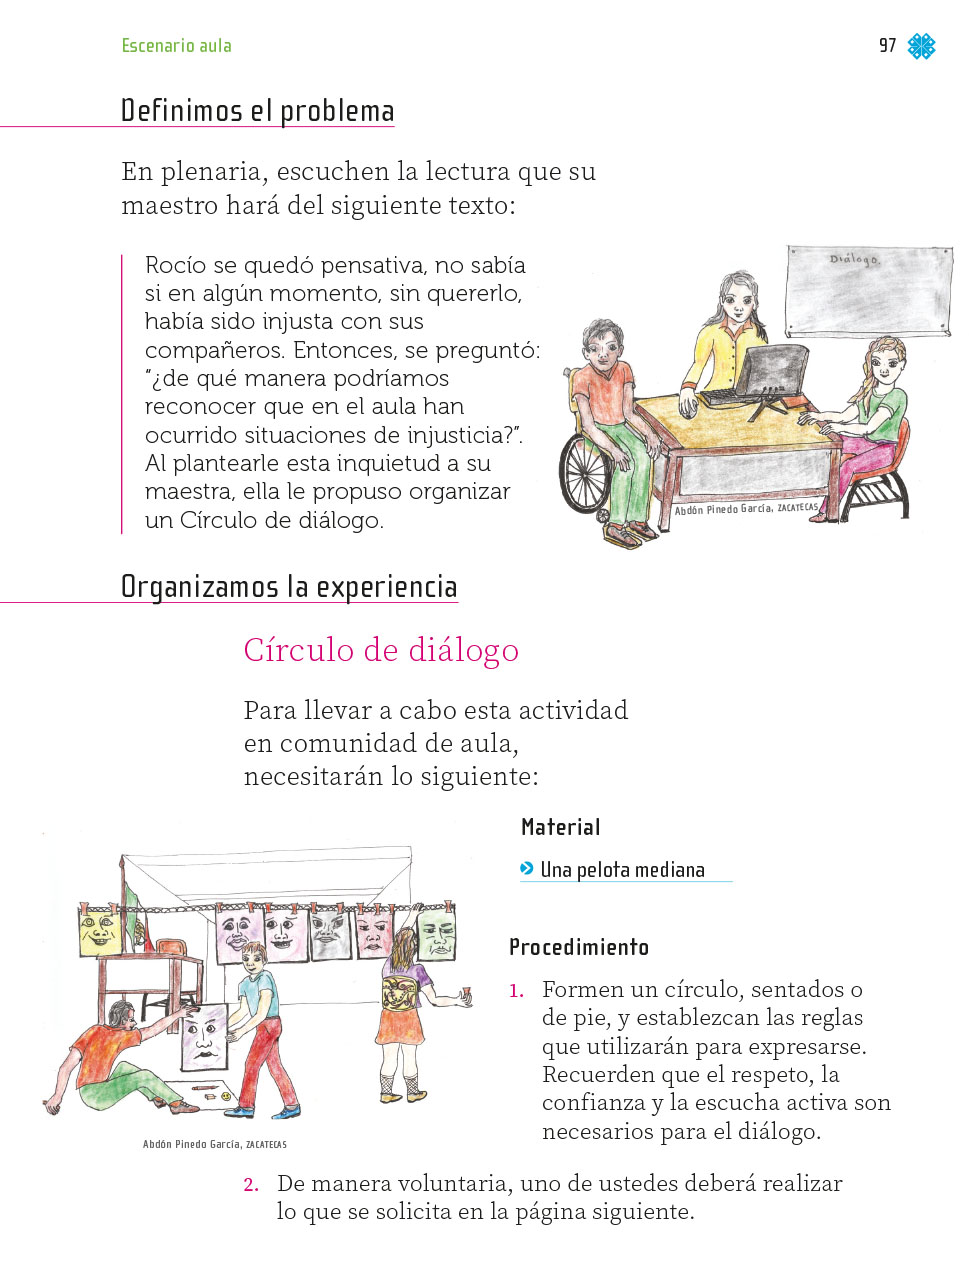 Escenario aula
97
Definimos el problema
En plenaria, escuchen la lectura que su
maestro hará del siguiente texto:
Rocío se quedó pensativa, no sabía
si en algún momento, sin quererlo,
había sido injusta con sus
compañeros. Entonces, se preguntó:
“¿de qué manera podríamos
reconocer que en el aula han
ocurrido situaciones de injusticia?”.
Al plantearle esta inquietud a su
maestra, ella le propuso organizar
un Círculo de diálogo.
Diálogo.
Abdón Pinedo García, ZACATECAS
Organizamos la experiencia
Círculo de diálogo
Para llevar a cabo esta actividad
en comunidad de aula,
necesitarán lo siguiente:
Material
Una pelota mediana
Procedimiento
1. Formen un círculo, sentados o
de pie, y establezcan las reglas
que utilizarán para expresarse.
Recuerden que el respeto, la
confianza y la escucha activa son
necesarios para el diálogo.
Abdón Pinedo García, ZACATECAS
2. De manera voluntaria, uno de ustedes deberá realizar
lo que se solicita en la página siguiente.